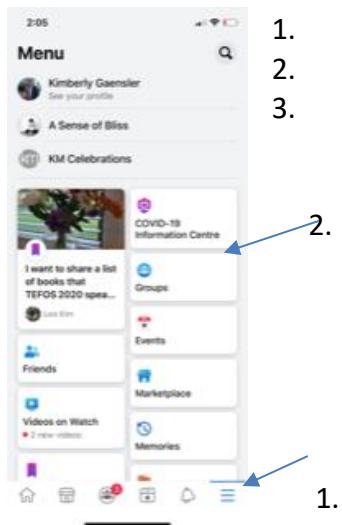 2:05
1.
Menu
2.
Kimberly Gaensler
See your profile
3.
A Sense of Bliss
KM Celebrations
COVID-19
Information Centre
2.
I want to share a list
of books that
TEFOS 2020 spea...
Groups
Events
Friends
Marketplace
Videos on Watch
2 new videos
Memories
1.